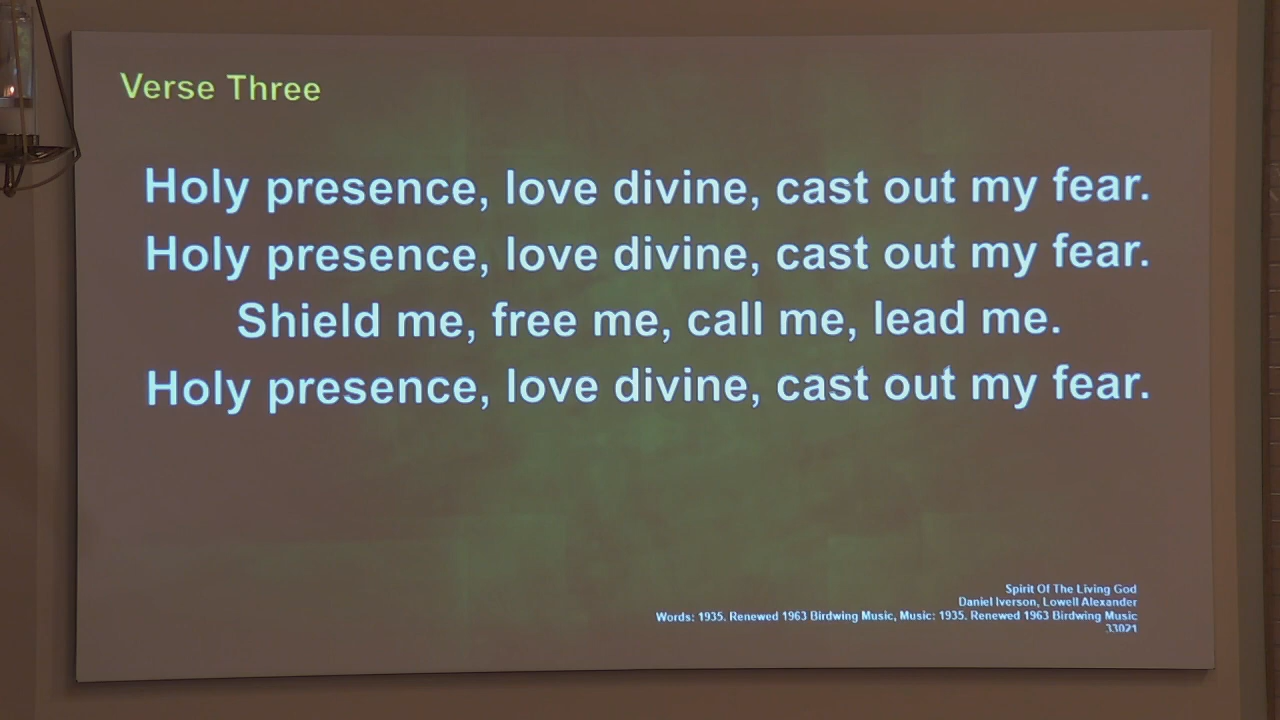 Verse Three
Holy presence, love divine, cast out my fear.
Holy presence, love divine, cast out my fear.
Shield me, free me, call me, lead me.
Holy presence, love divine, cast out my fear.
Spirit Of The Living God
Daniel Iverson, Lowell Alexander
Words: 1935. Renewed 1963 Birdwing Music, Music: 1935. Renewed 1963 Birdwing Music
33021